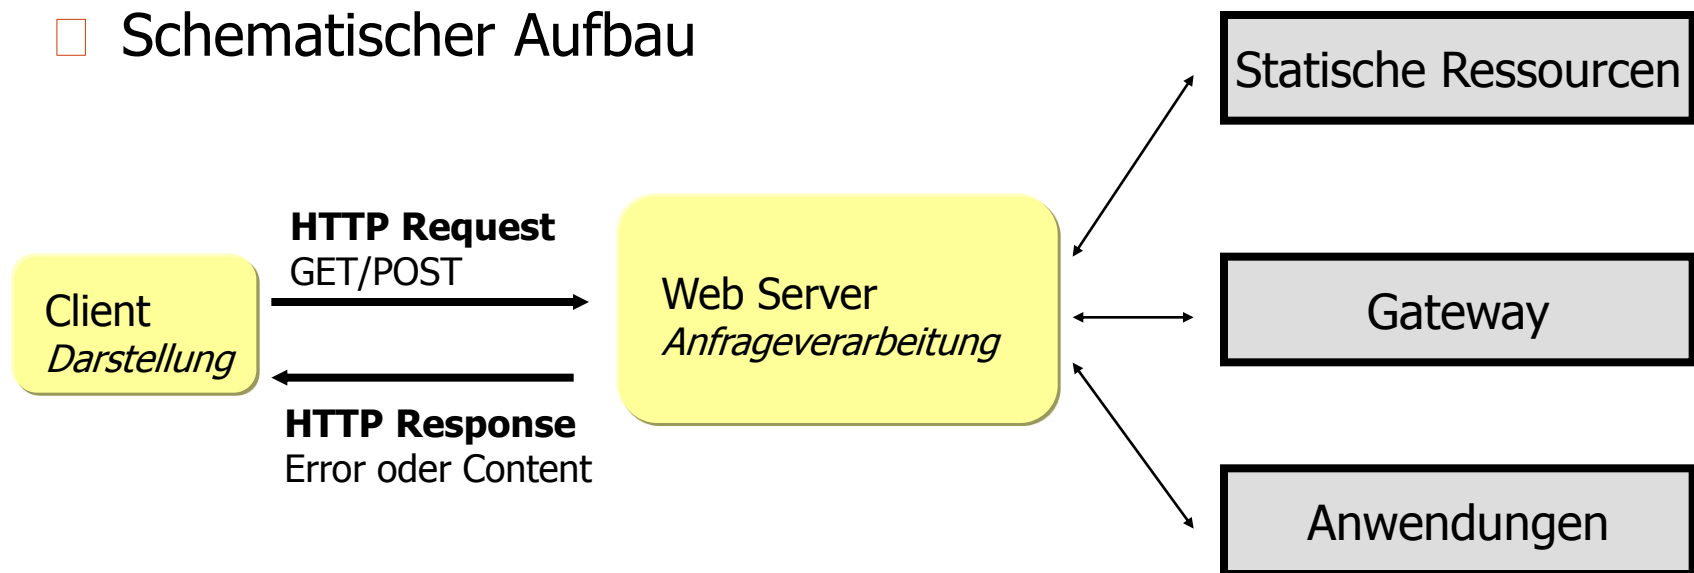 Schematischer Aufbau
Statische Ressourcen
HTTP Request
GET/POST
Client
Darstellung
Web Server
Anfrageverarbeitung
Gateway
HTTP Response
Error oder Content
Anwendungen